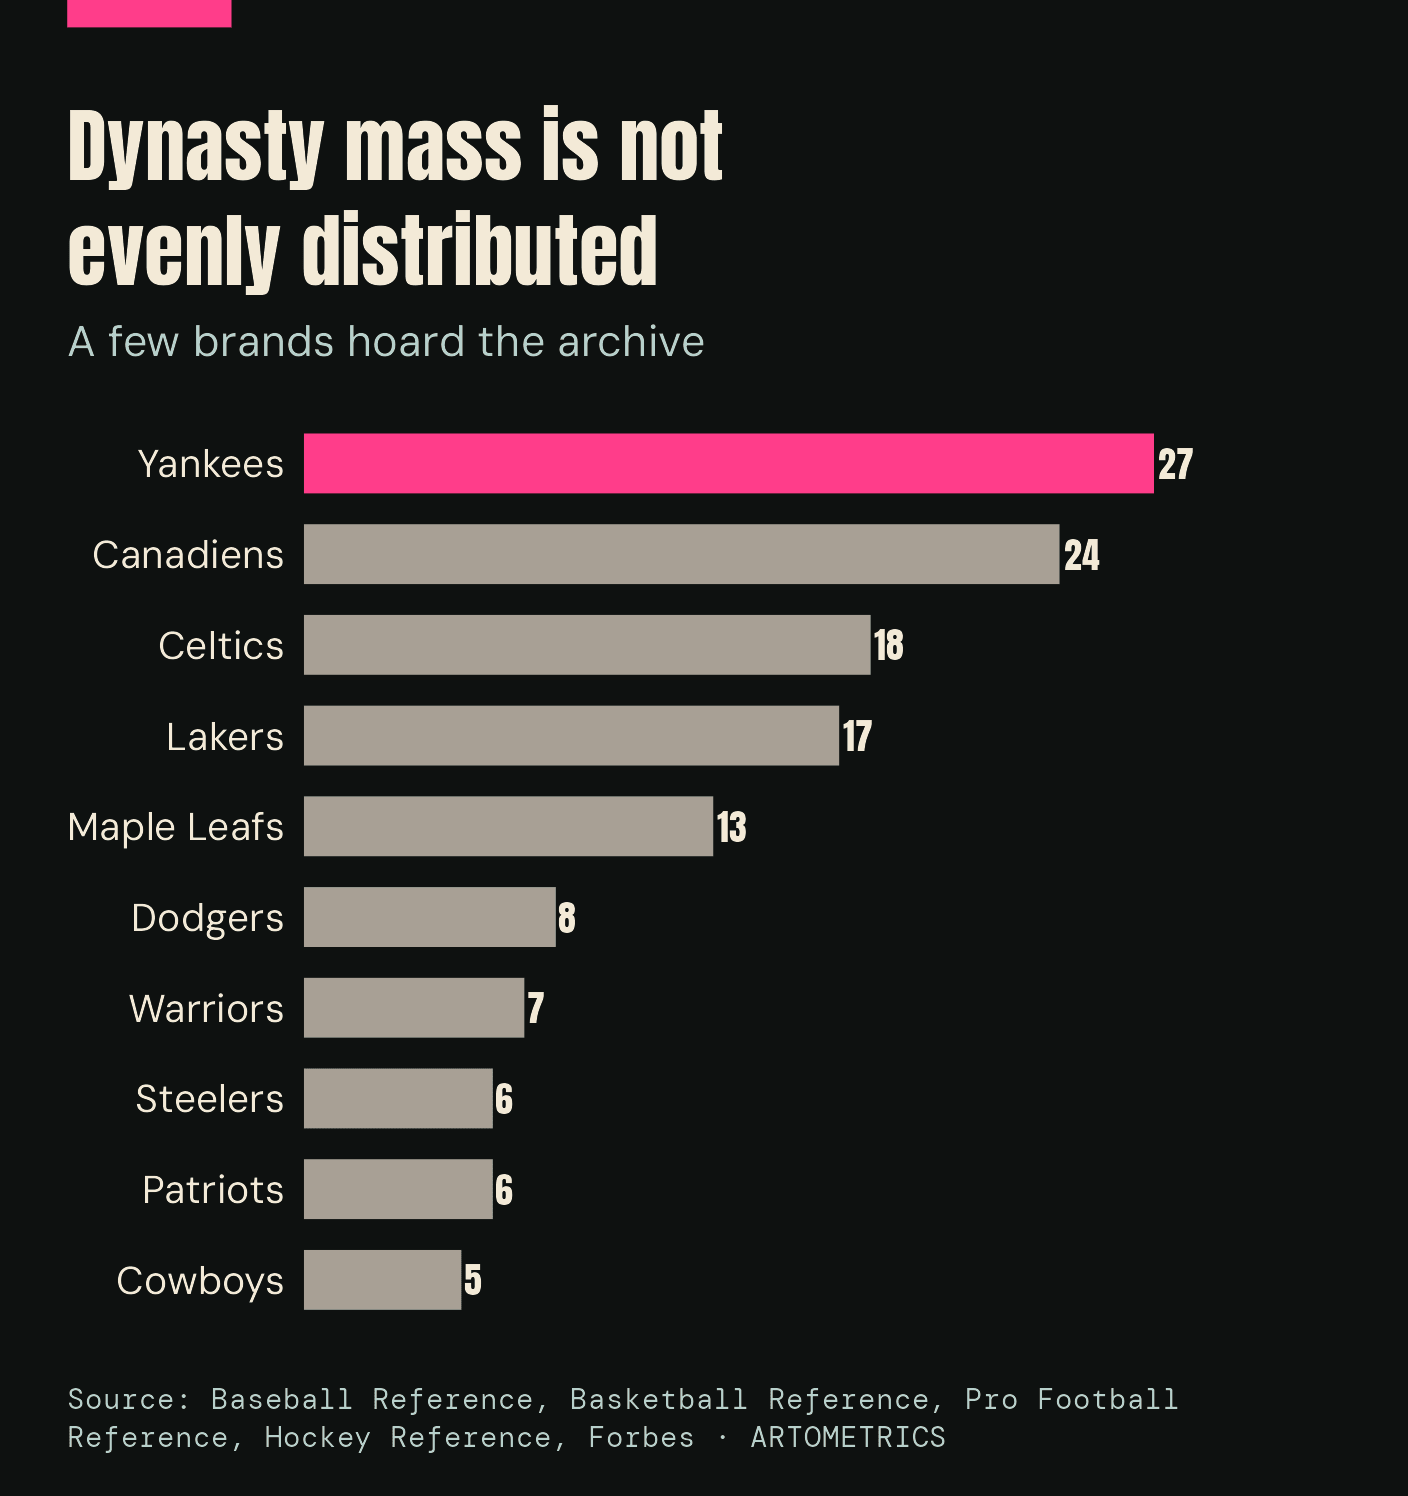 Dynasty mass is not
evenly distributed
A few brands hoard the archive
Yankees 27
Canadiens 24
Celtics 18
Lakers 17
Maple Leafs 13
Dodgers 8
Warriors 7
Steelers 6
Patriots 6
Cowboys 5
Source: Baseball Reference, Basketball Reference, Pro Football
Reference, Hockey Reference, Forbes · ARTOMETRICS